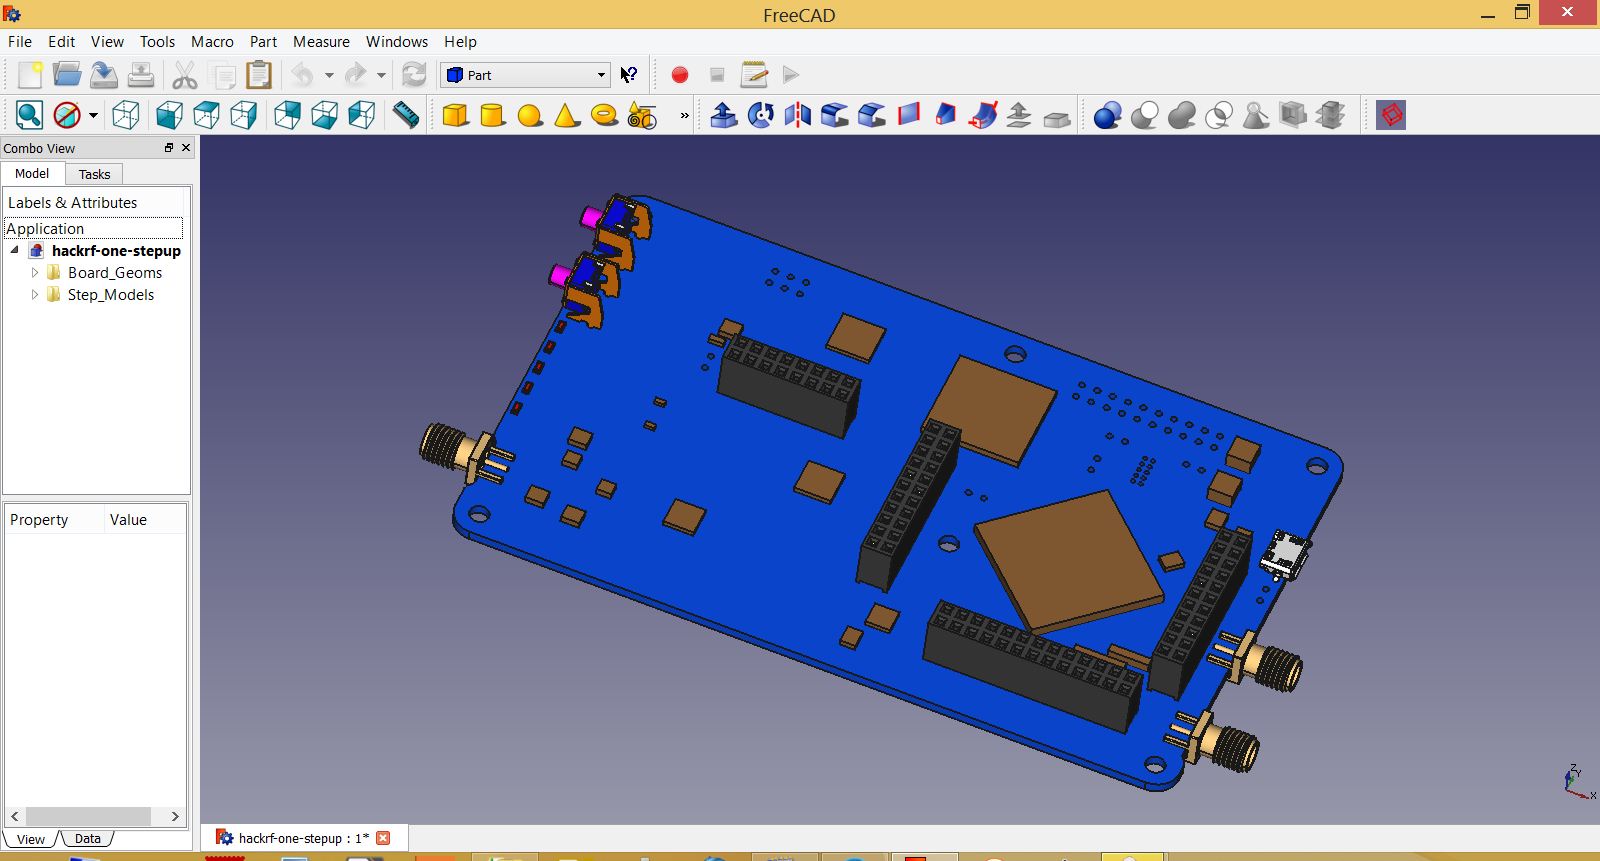 FreeCAD
File Edit View Tools Macro Part Measure Windows Help
Part
Combo View
Model Tasks
Labels & Attributes
Application
hackrf-one-stepup
Board_Geoms
Step_Models
Property Value
View Data
hackrf-one-stepup : 1*
Z
Y
X